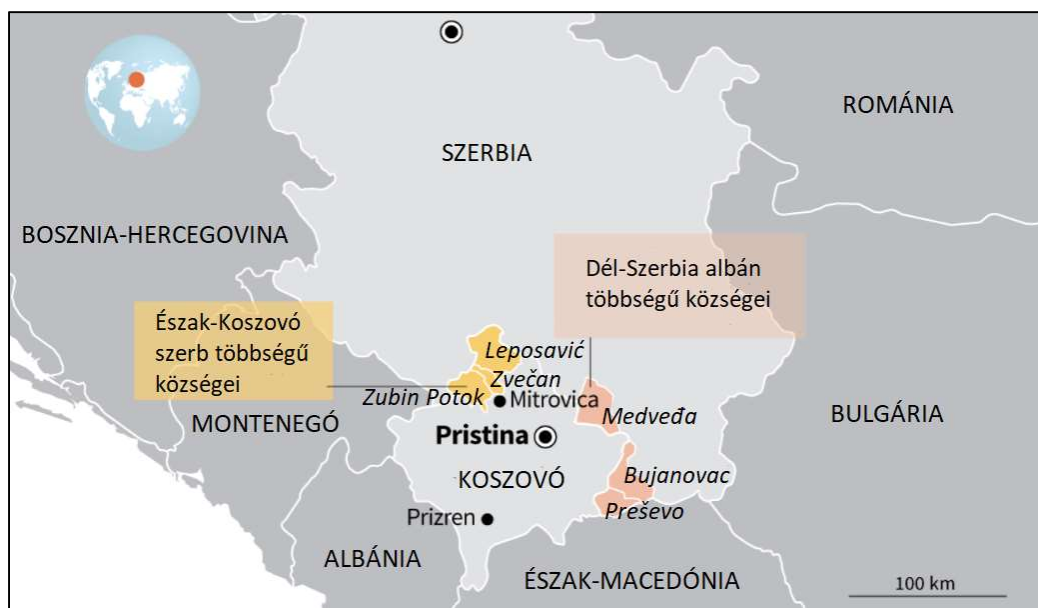 ROMÁNIA
SZERBIA
BOSZNIA-HERCEGOVINA
Dél-Szerbia albán
többségű községei
Észak-Koszovó
szerb többségű
községei
Leposavić
Zvečan
Zubin Potok
Mitrovica
Medveđa
MONTENEGÓ
BULGÁRIA
Pristina
KOSZOVÓ
Bujanovac
Preševo
Prizren
ALBÁNIA
ÉSZAK-MACEDÓNIA
100 km